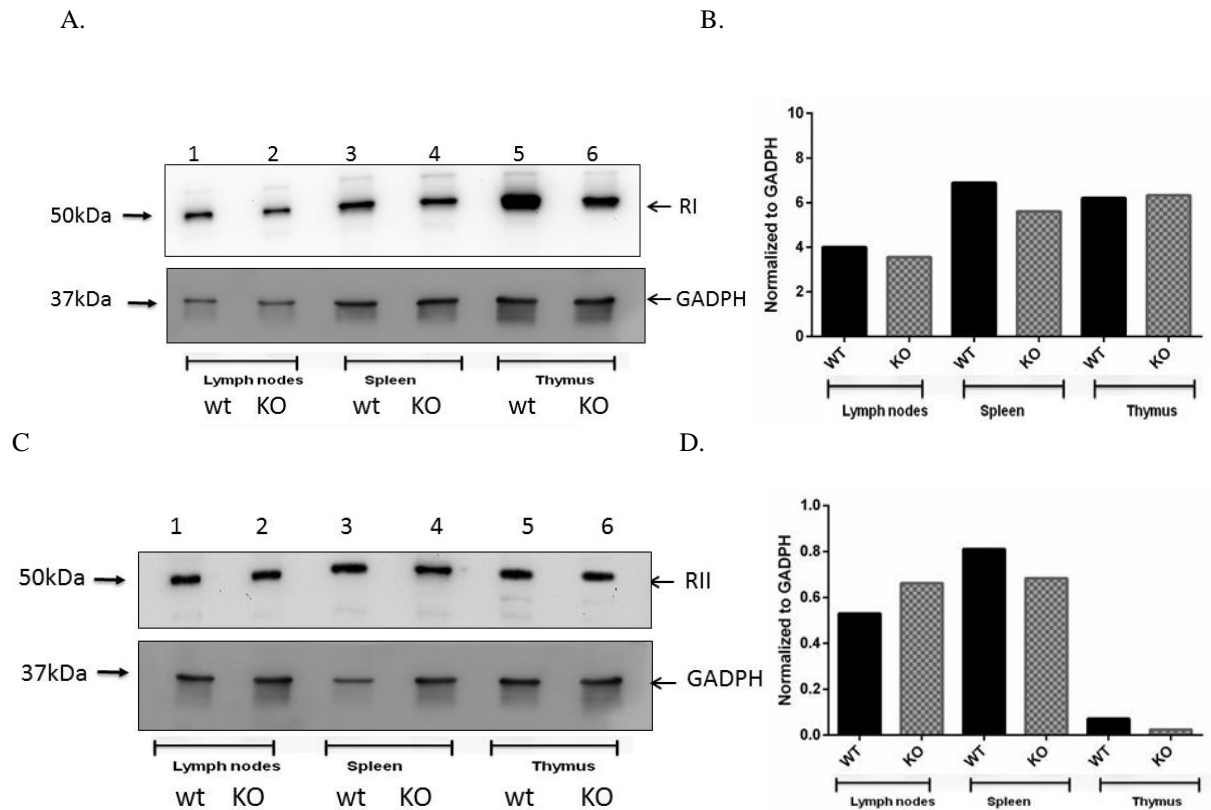 A.
B.
1 2 3 4 5 6
50kDa
RI
37kDa
GADPH
Lymph nodes Spleen Thymus
wt KO wt KO wt KO
Normalized to GADPH
10
8
6
4
2
0
WT KO WT KO WT KO
Lymph nodes Spleen Thymus
C
D.
1 2 3 4 5 6
50kDa
RII
37kDa
GADPH
Lymph nodes Spleen Thymus
wt KO wt KO wt KO
Normalized to GADPH
1.0
0.8
0.6
0.4
0.2
0.0
WT KO WT KO WT KO
Lymph nodes Spleen Thymus